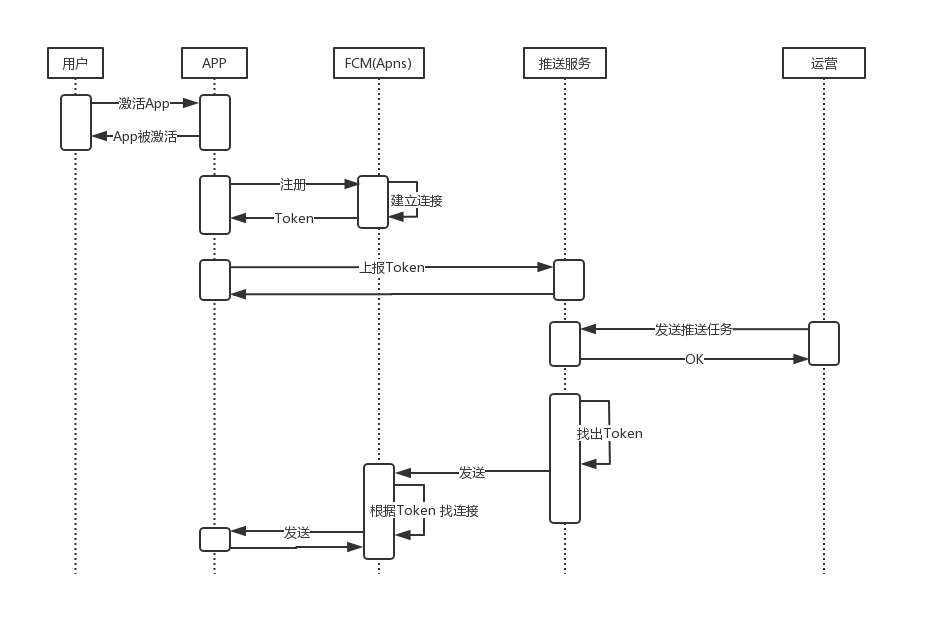 用户
APP
FCM(Apns)
推送服务
运营
激活App
App被激活
注册
建立连接
Token
上报Token
发送推送任务
OK
找出Token
发送
根据Token 找连接
发送